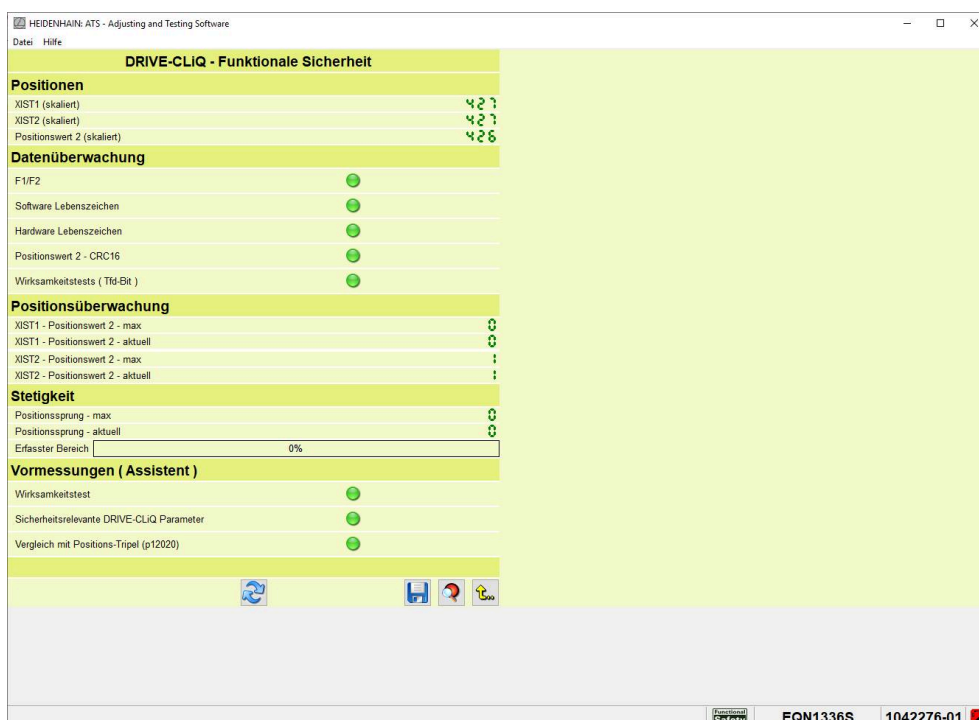 HEIDENHAIN: ATS - Adjusting and Testing Software
Datei Hilfe
DRIVE-CLiQ - Funktionale Sicherheit
Positionen
XIST1 (skaliert) 427
XIST2 (skaliert) 427
Positionswert 2 (skaliert) 426
Datenüberwachung
F1/F2
Software Lebenszeichen
Hardware Lebenszeichen
Positionswert 2 - CRC16
Wirksamkeitstests ( Tfd-Bit )
Positionsüberwachung
XIST1 - Positionswert 2 - max 0
XIST1 - Positionswert 2 - aktuell 0
XIST2 - Positionswert 2 - max 1
XIST2 - Positionswert 2 - aktuell 1
Stetigkeit
Positionssprung - max 0
Positionssprung - aktuell 0
Erfasster Bereich 0%
Vormessungen ( Assistent )
Wirksamkeitstest
Sicherheitsrelevante DRIVE-CLiQ Parameter
Vergleich mit Positions-Tripel (p12020)
Functional Safety EQN1336S 1042276-01